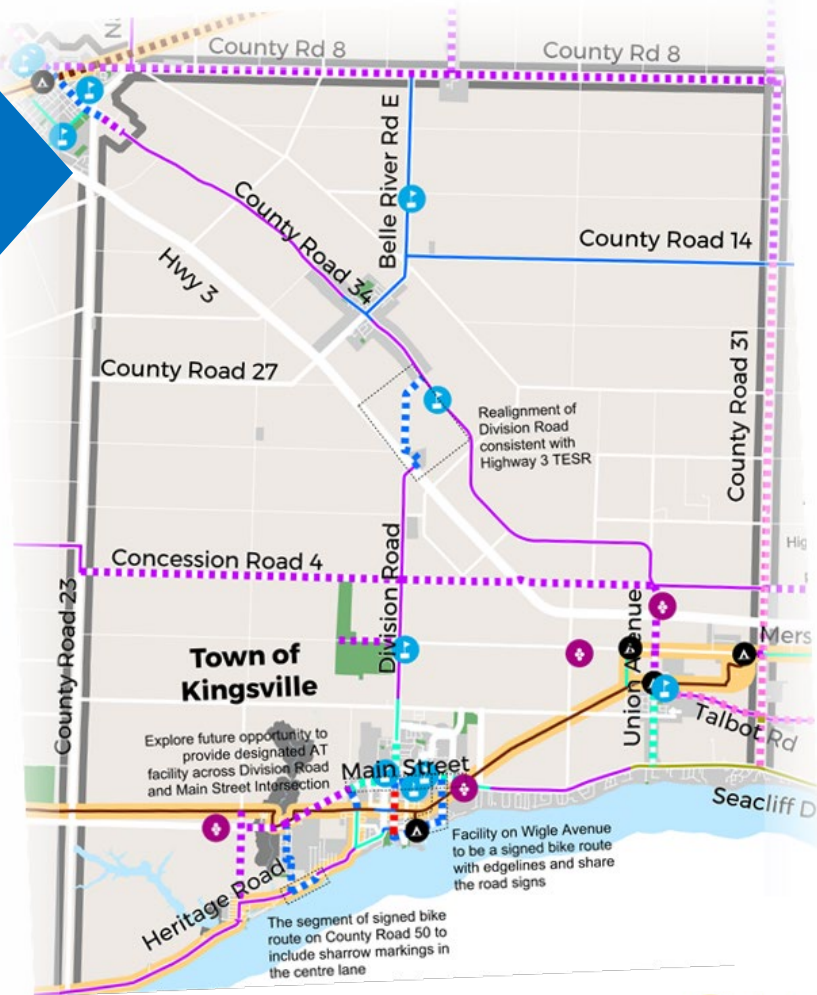 County Rd 8
County Rd 8
Belle River Rd E
County Road 34
County Road 14
Hwy 3
County Road 27
County Road 31
Realignment of
Division Road
consistent with
Highway 3 TESR
Division Road
Concession Road 4
County Road 23
Union Avenue
Mers
Town of
Kingsville
Talbot Rd
Explore future opportunity to
provide designated AT
facility across Division Road
and Main Street Intersection
Main Street
Seacliff D
Facility on Wigle Avenue
to be a signed bike route
with edgelines and share
the road signs
Heritage Road
The segment of signed bike
route on County Road 50 to
include sharrow markings in
the centre lane